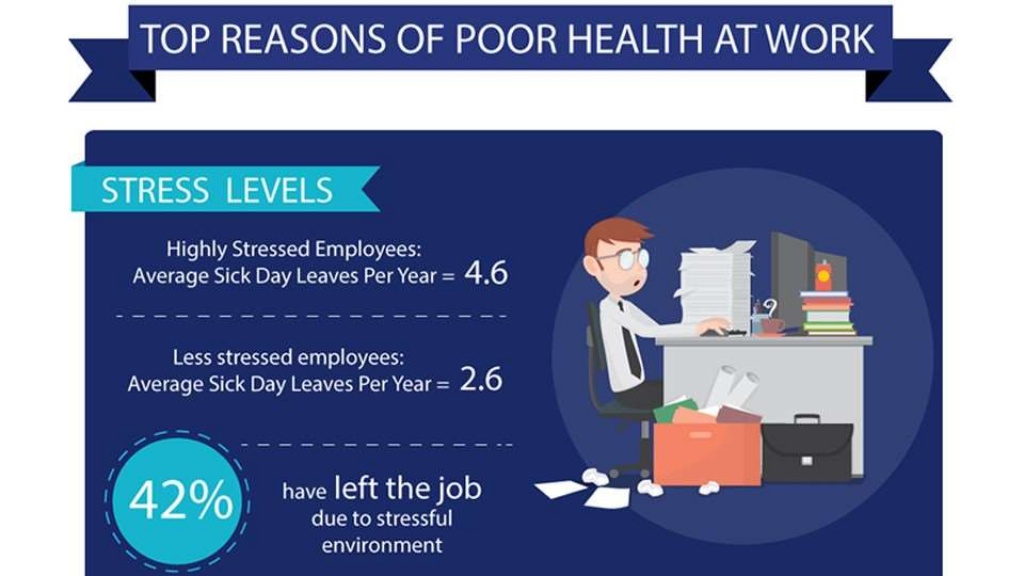 TOP REASONS OF POOR HEALTH AT WORK
STRESS LEVELS
Highly Stressed Employees:
Average Sick Day Leaves Per Year = 4.6
Less stressed employees:
Average Sick Day Leaves Per Year = 2.6
42%
have left the job
due to stressful
environment